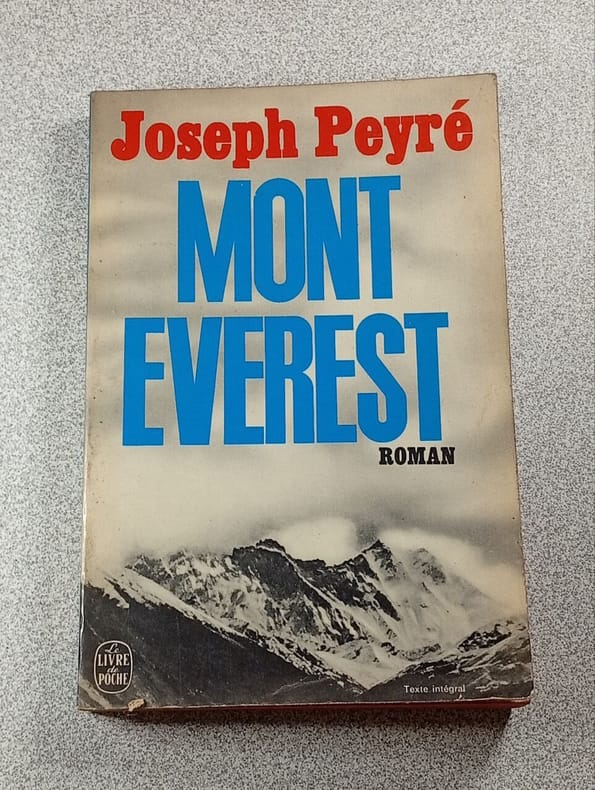 Joseph Peyré
MONT
EVEREST
ROMAN
Le
LIVRE
de
POCHE
Texte intégral